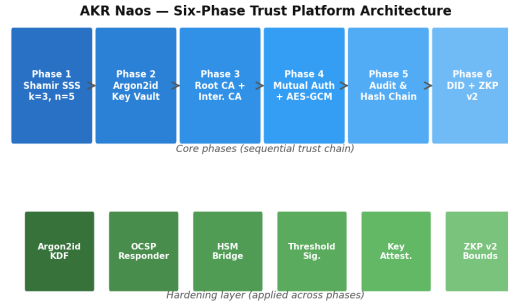 AKR Naos — Six-Phase Trust Platform Architecture
Phase 1
Shamir SSS
k=3, n=5
Phase 2
Argon2id
Key Vault
Phase 3
Root CA +
Inter. CA
Phase 4
Mutual Auth
+ AES-GCM
Phase 5
Audit &
Hash Chain
Phase 6
DID + ZKP
v2
Core phases (sequential trust chain)
Argon2id
KDF
OCSP
Responder
HSM
Bridge
Threshold
Sig.
Key
Attest.
ZKP v2
Bounds
Hardening layer (applied across phases)